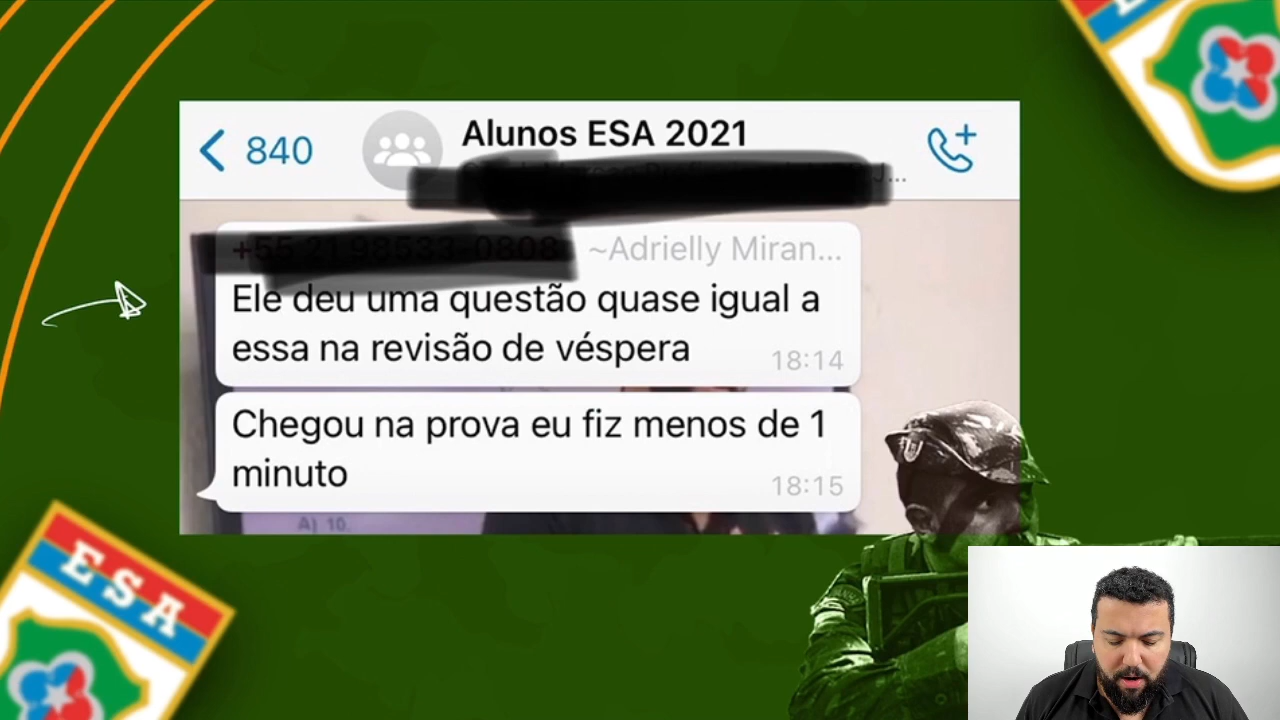 840
Alunos ESA 2021
~Adrielly Miran...
Ele deu uma questão quase igual a
essa na revisão de véspera
18:14
Chegou na prova eu fiz menos de 1
minuto
18:15
A) 10.
ESA